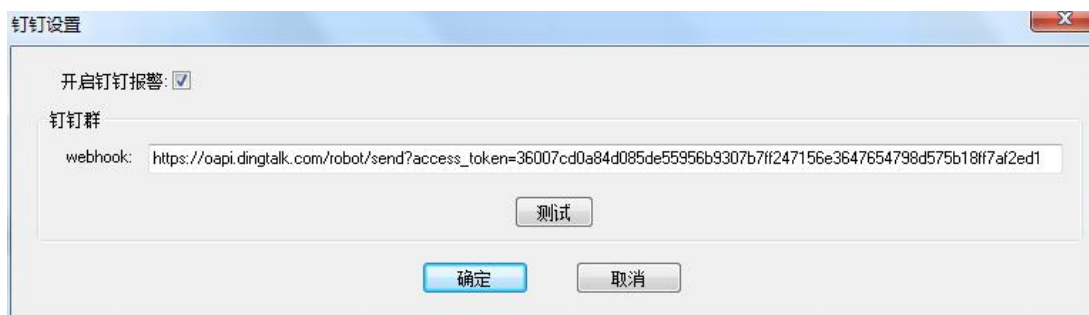 钉钉设置
开启钉钉报警:
钉钉群
webhook: https://oapi.dingtalk.com/robot/send?access_token=36007cd0a84d085de55956b9307b7ff247156e3647654798d575b18ff7af2ed1
测试
确定 取消